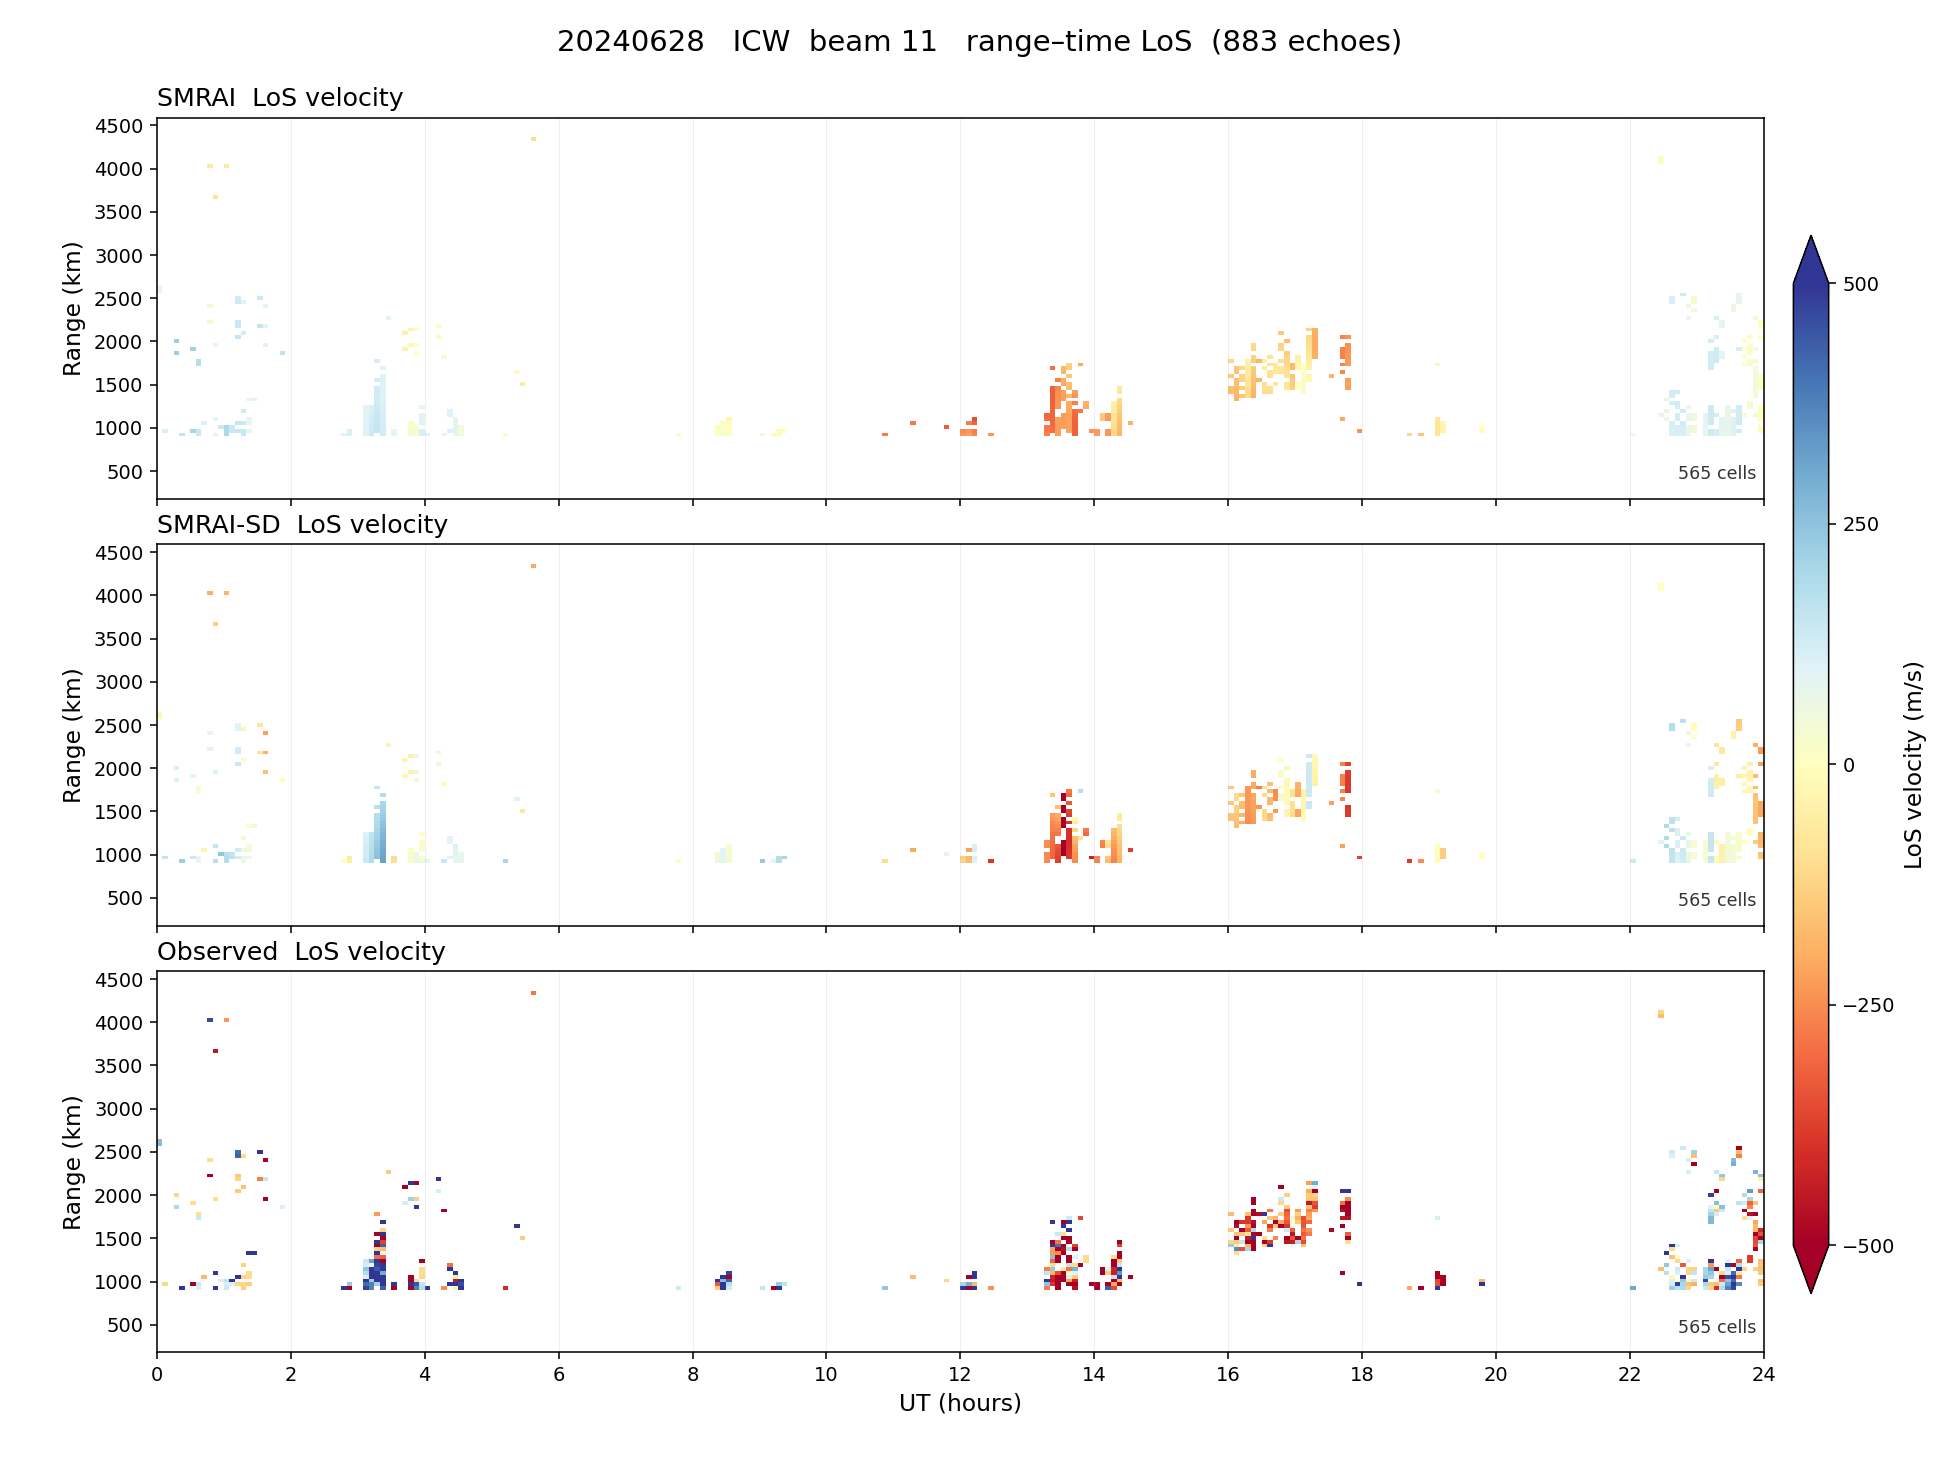 20240628 ICW beam 11 range–time LoS (883 echoes)
SMRAI LoS velocity
4500
4000
3500
3000
2500
2000
1500
1000
500
Range (km)
565 cells
SMRAI-SD LoS velocity
4500
4000
3500
3000
2500
2000
1500
1000
500
Range (km)
565 cells
Observed LoS velocity
4500
4000
3500
3000
2500
2000
1500
1000
500
Range (km)
565 cells
0 2 4 6 8 10 12 14 16 18 20 22 24
UT (hours)
500
250
0
−250
−500
LoS velocity (m/s)